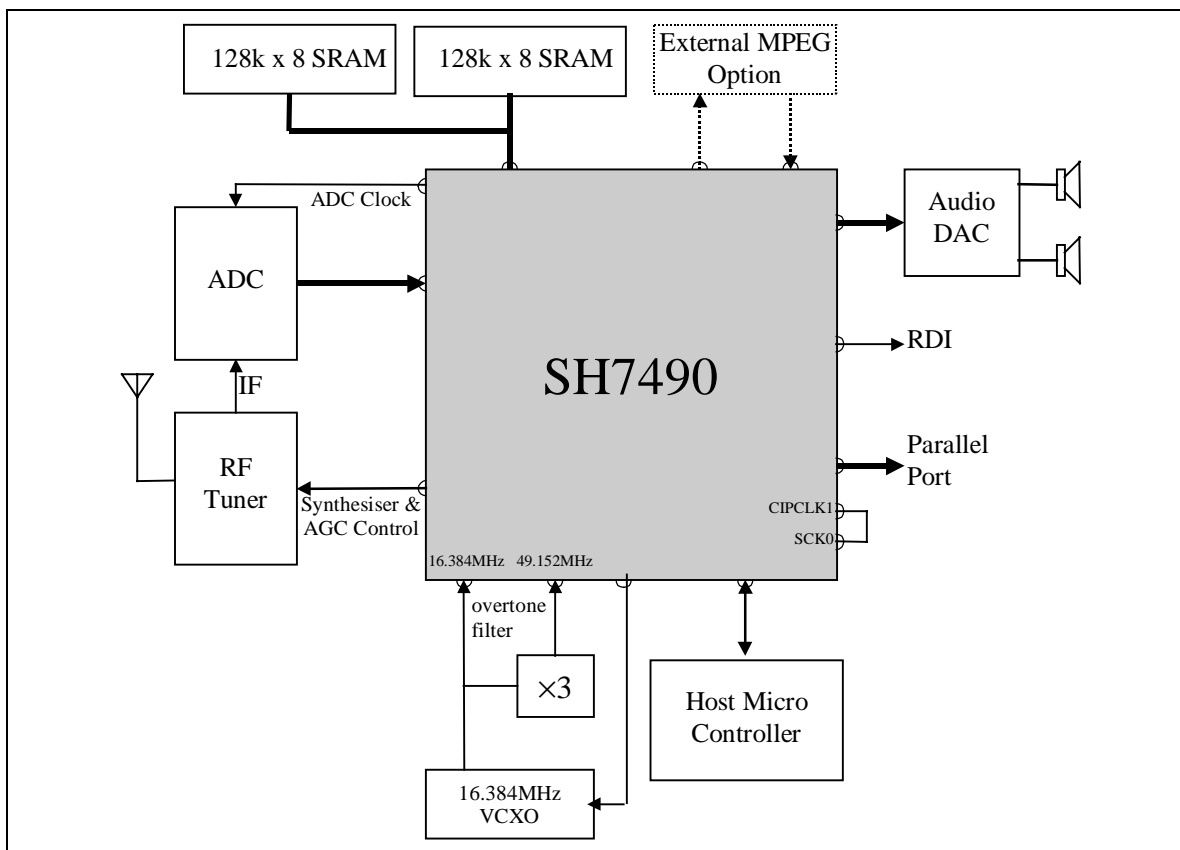 128k x 8 SRAM
128k x 8 SRAM
External MPEG
Option
ADC Clock
ADC
Audio
DAC
SH7490
RDI
IF
RF
Tuner
Synthesiser &
AGC Control
Parallel
Port
CIPCLK1
SCK0
16.384MHz
49.152MHz
overtone
filter
×3
Host Micro
Controller
16.384MHz
VCXO